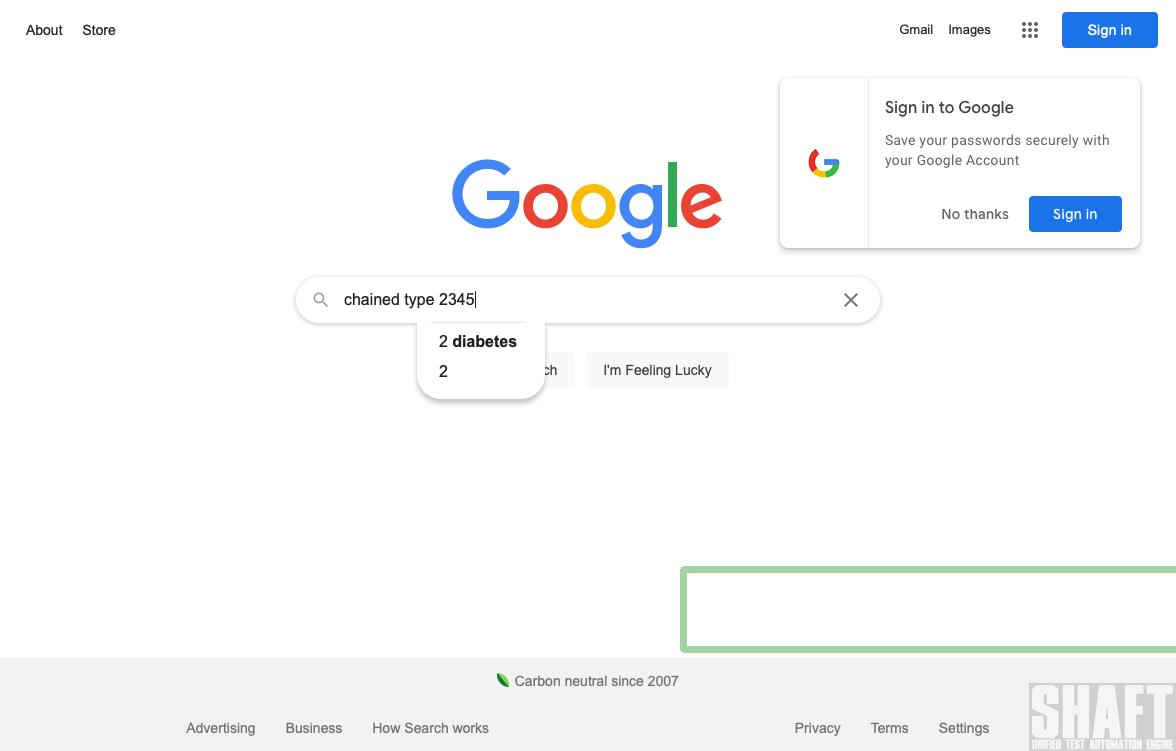 About Store
Gmail Images
Sign in
Sign in to Google
Save your passwords securely with
your Google Account
No thanks
Sign in
Google
chained type 2345
2 diabetes
2
ch
I'm Feeling Lucky
Carbon neutral since 2007
Advertising Business How Search works
Privacy Terms Settings
SHAFT
UNIFIED TEST AUTOMATION ENGINE